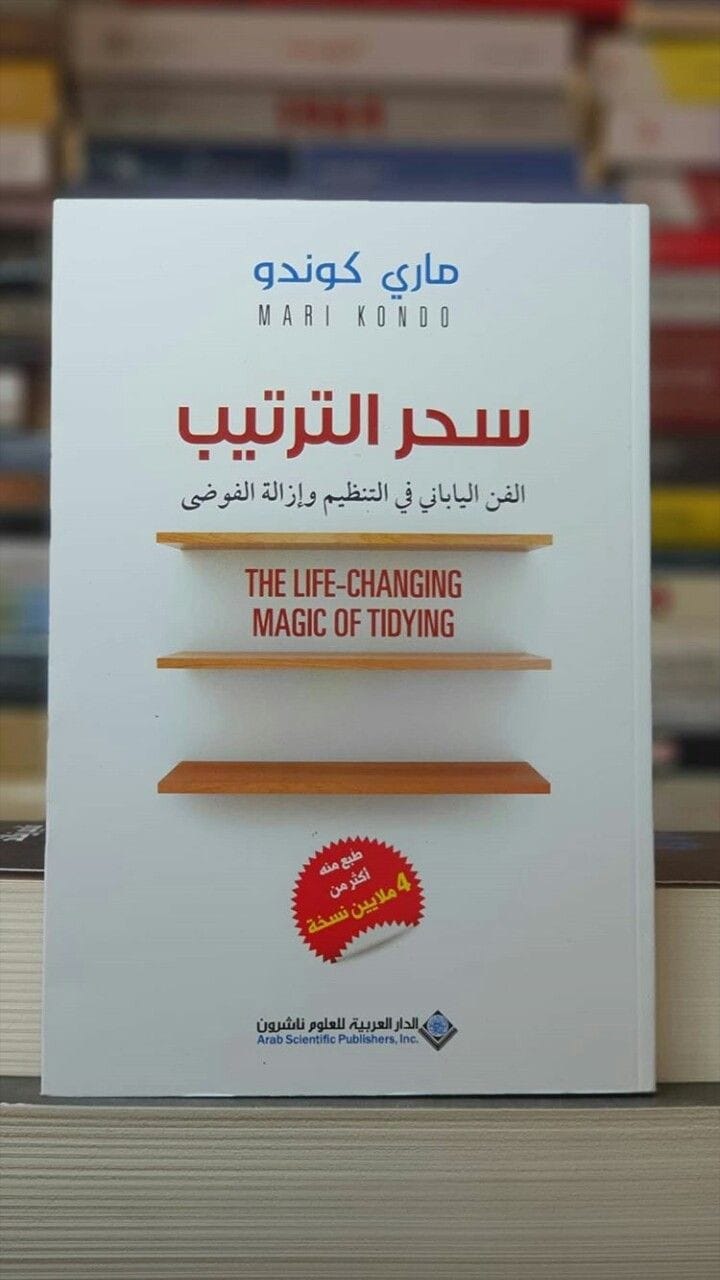 ماري كوندو
MARI KONDO
سحر الترتيب
الفن الياباني في التنظيم وإزالة الفوضى
THE LIFE-CHANGING
MAGIC OF TIDYING
طبع منه
أكثر من
4 ملايين نسخة
الدار العربية للعلوم ناشرون
Arab Scientific Publishers, Inc.